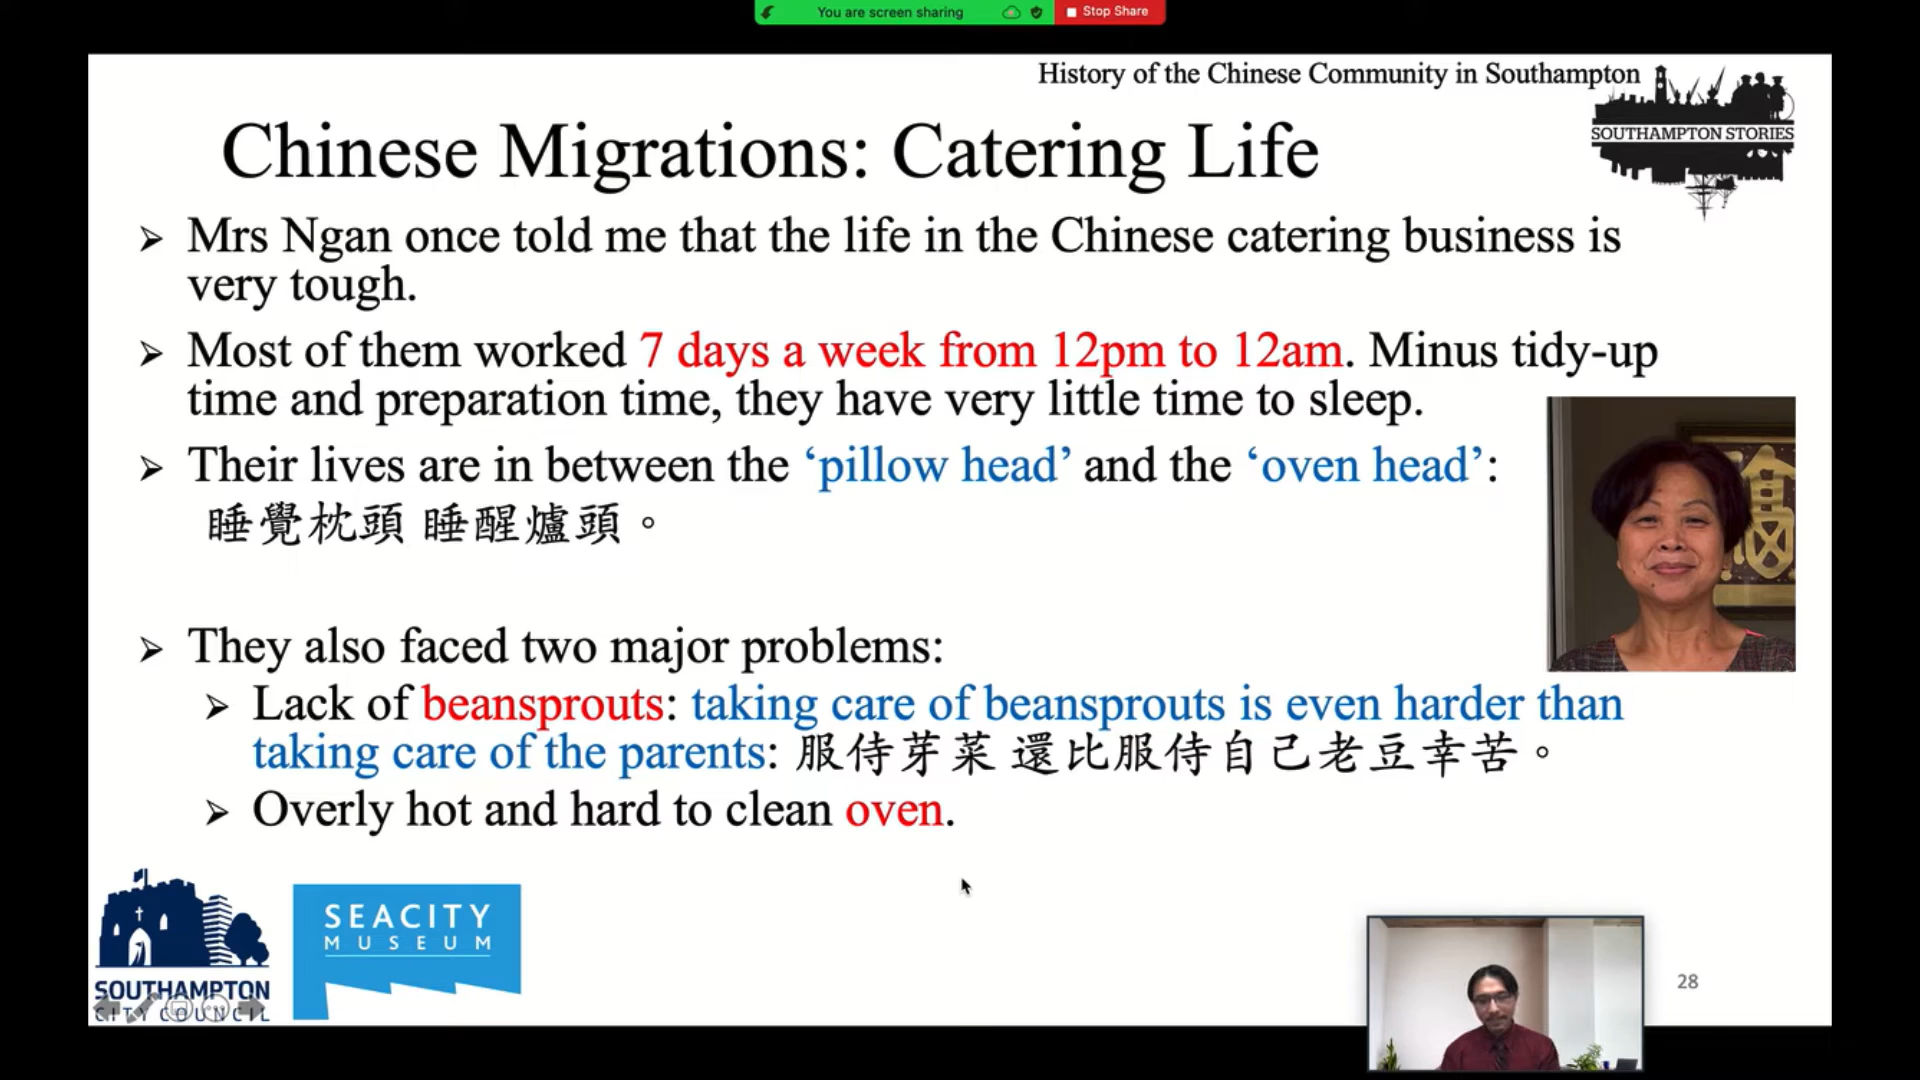 You are screen sharing
Stop Share
History of the Chinese Community in Southampton
SOUTHAMPTON STORIES
Chinese Migrations: Catering Life
➢ Mrs Ngan once told me that the life in the Chinese catering business is
very tough.
➢ Most of them worked 7 days a week from 12pm to 12am. Minus tidy-up
time and preparation time, they have very little time to sleep.
➢ Their lives are in between the ‘pillow head’ and the ‘oven head’:
睡覺枕頭 睡醒爐頭。
➢ They also faced two major problems:
➢ Lack of beansprouts: taking care of beansprouts is even harder than
taking care of the parents: 服侍芽菜 還比服侍自己老豆幸苦。
➢ Overly hot and hard to clean oven.
SOUTHAMPTON
CITY COUNCIL
SEACITY
MUSEUM
28